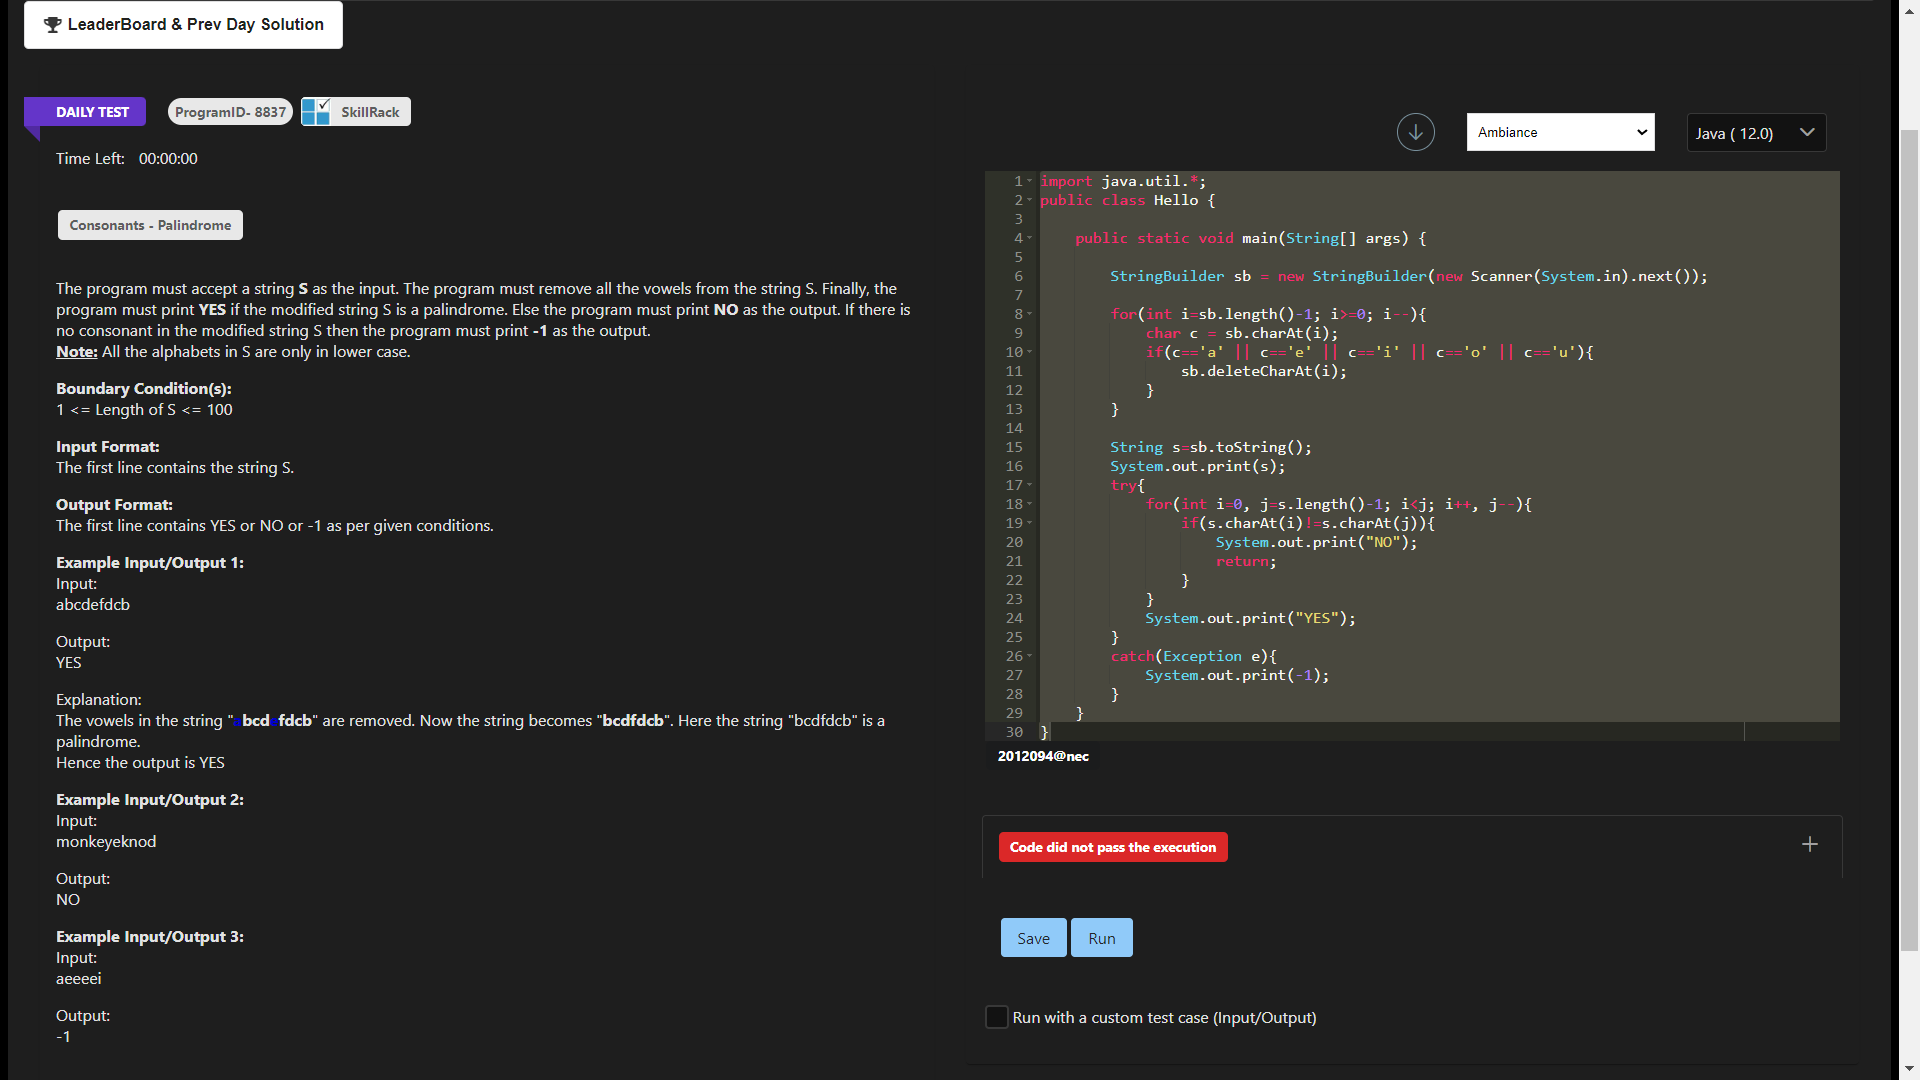 LeaderBoard & Prev Day Solution
DAILY TEST
ProgramID- 8837
SkillRack
Time Left: 00:00:00
Consonants - Palindrome
The program must accept a string S as the input. The program must remove all the vowels from the string S. Finally, the
program must print YES if the modified string S is a palindrome. Else the program must print NO as the output. If there is
no consonant in the modified string S then the program must print -1 as the output.
Note: All the alphabets in S are only in lower case.
Boundary Condition(s):
1 <= Length of S <= 100
Input Format:
The first line contains the string S.
Output Format:
The first line contains YES or NO or -1 as per given conditions.
Example Input/Output 1:
Input:
abcdefdcb
Output:
YES
Explanation:
The vowels in the string "abcdefdcb" are removed. Now the string becomes "bcdfdcb". Here the string "bcdfdcb" is a
palindrome.
Hence the output is YES
Example Input/Output 2:
Input:
monkeyeknod
Output:
NO
Example Input/Output 3:
Input:
aeeeei
Output:
-1
Ambiance
Java ( 12.0)
1 import java.util.*;
2 public class Hello {
3
4     public static void main(String[] args) {
5
6         StringBuilder sb = new StringBuilder(new Scanner(System.in).next());
7
8         for(int i=sb.length()-1; i>=0; i--){
9             char c = sb.charAt(i);
10             if(c=='a' || c=='e' || c=='i' || c=='o' || c=='u'){
11                 sb.deleteCharAt(i);
12             }
13         }
14
15         String s=sb.toString();
16         System.out.print(s);
17         try{
18             for(int i=0, j=s.length()-1; i<j; i++, j--){
19                 if(s.charAt(i)!=s.charAt(j)){
20                     System.out.print("NO");
21                     return;
22                 }
23             }
24             System.out.print("YES");
25         }
26         catch(Exception e){
27             System.out.print(-1);
28         }
29     }
30 }
2012094@nec
Code did not pass the execution
Save
Run
Run with a custom test case (Input/Output)